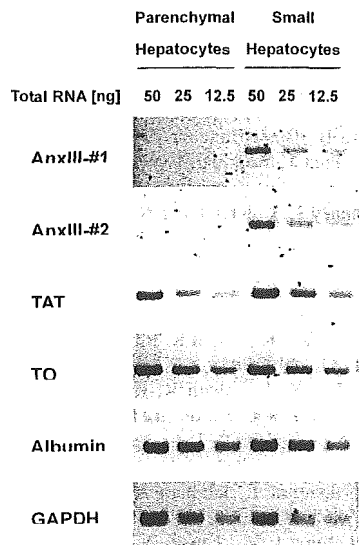 Parenchymal Small
Hepatocytes Hepatocytes
Total RNA [ng] 50 25 12.5 50 25 12.5
AnxIII-#1
AnxIII-#2
TAT
TO
Albumin
GAPDH